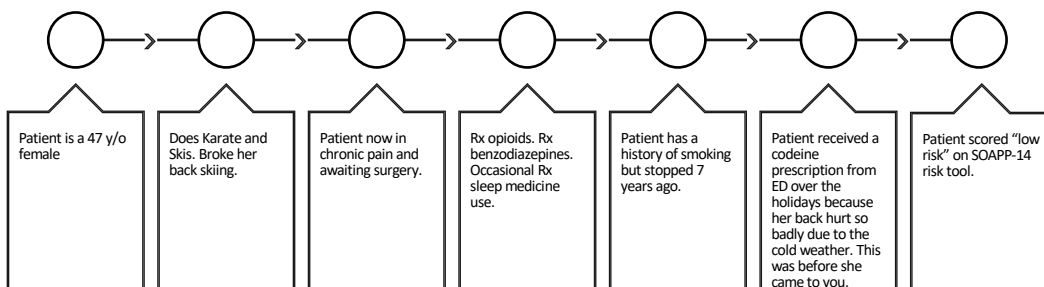 Patient is a 47 y/o
female
Does Karate and
Skis. Broke her
back skiing.
Patient now in
chronic pain and
awaiting surgery.
Rx opioids. Rx
benzodiazepines.
Occasional Rx
sleep medicine
use.
Patient has a
history of smoking
but stopped 7
years ago.
Patient received a
codeine
prescription from
ED over the
holidays because
her back hurt so
badly due to the
cold weather. This
was before she
came to you.
Patient scored “low
risk” on SOAPP-14
risk tool.